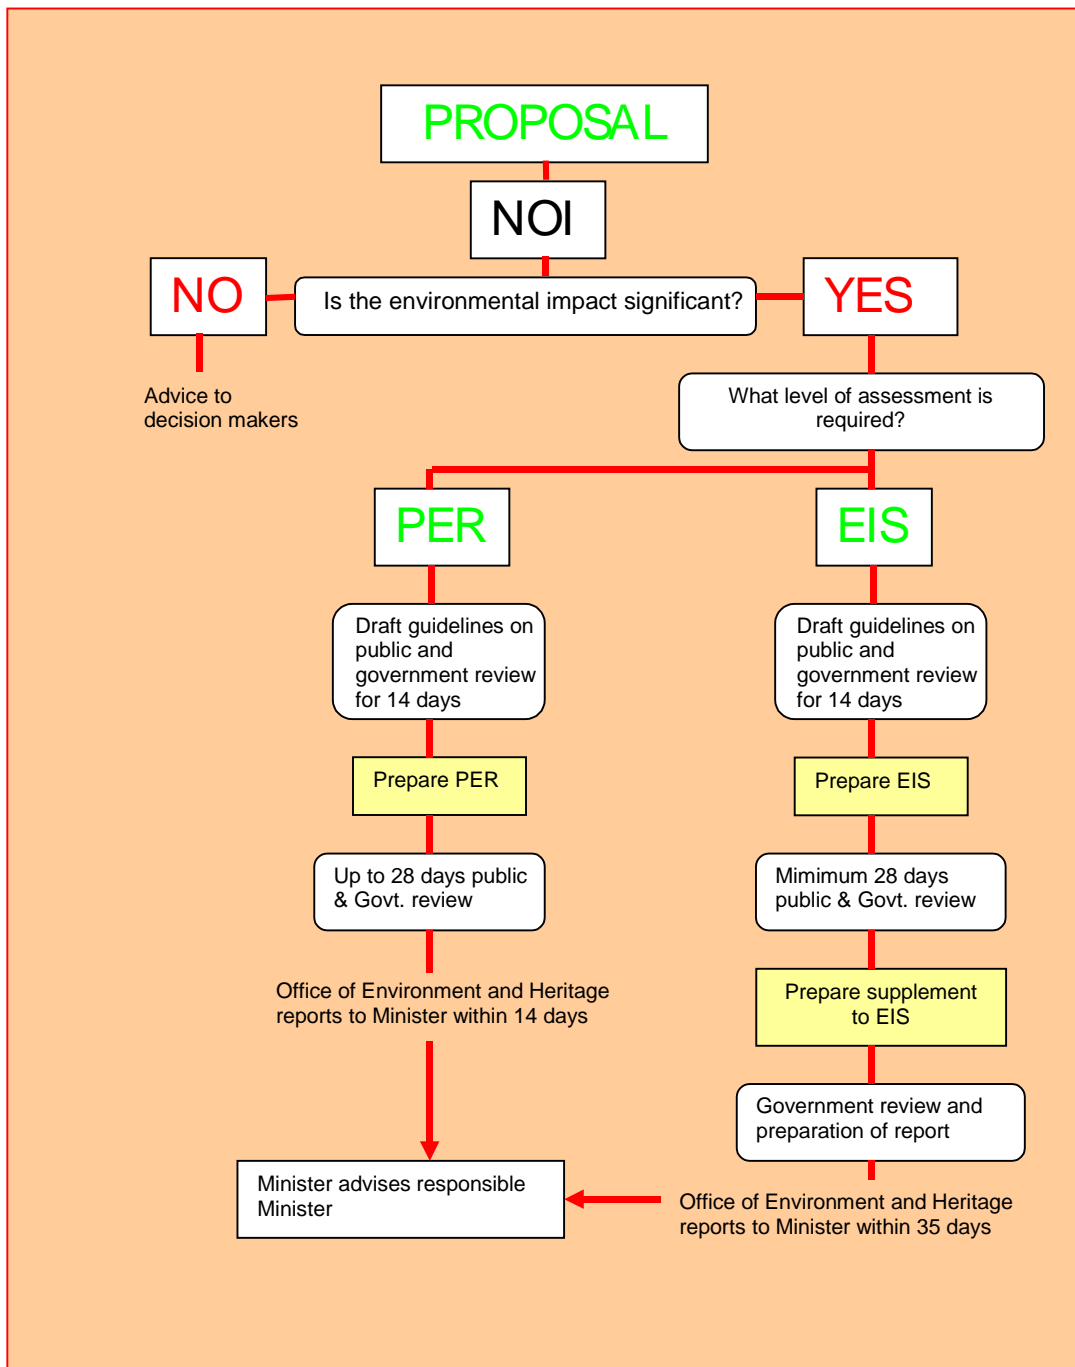 PROPOSAL
NOI
NO
Is the environmental impact significant?
YES
Advice to
decision makers
What level of assessment is
required?
PER
EIS
Draft guidelines on
public and
government review
for 14 days
Draft guidelines on
public and
government review
for 14 days
Prepare PER
Prepare EIS
Up to 28 days public
& Govt. review
Mimimum 28 days
public & Govt. review
Office of Environment and Heritage
reports to Minister within 14 days
Prepare supplement
to EIS
Government review and
preparation of report
Minister advises responsible
Minister
Office of Environment and Heritage
reports to Minister within 35 days